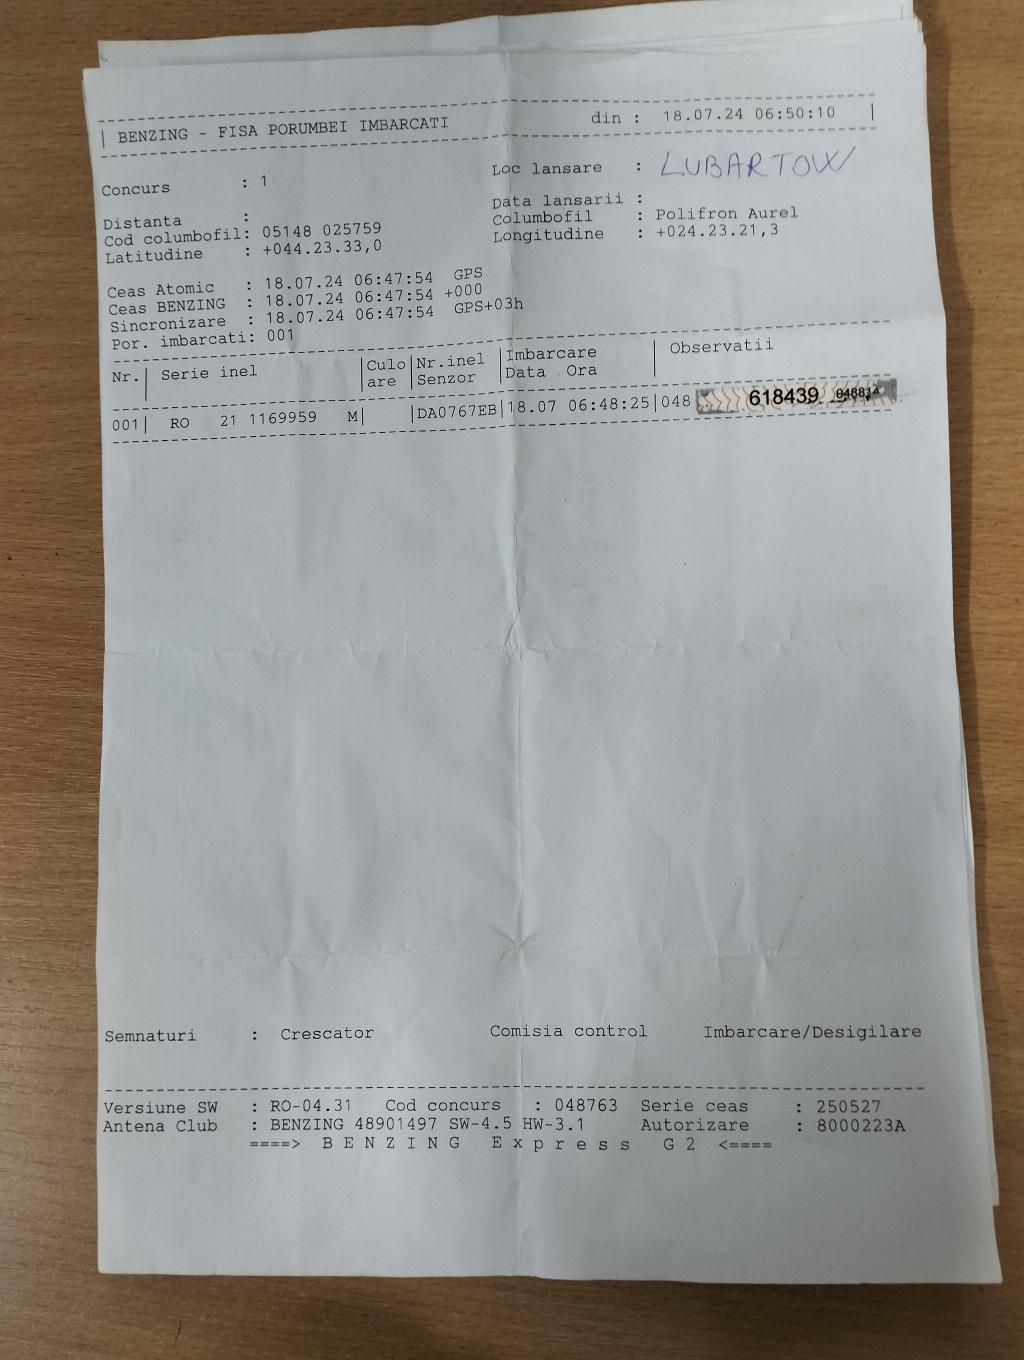 BENZING - FISA PORUMBEI IMBARCATI din : 18.07.24 06:50:10
Concurs : 1 Loc lansare : LUBARTOW
Distanta : Data lansarii :
Cod columbofil: 05148 025759 Columbofil : Polifron Aurel
Latitudine : +044.23.33,0 Longitudine : +024.23.21,3
Ceas Atomic : 18.07.24 06:47:54 GPS
Ceas BENZING : 18.07.24 06:47:54 +000
Sincronizare : 18.07.24 06:47:54 GPS+03h
Por. imbarcati: 001
Nr.| Serie inel |Culo|Nr.inel |Imbarcare | Observatii
| |are |Senzor |Data Ora |
001| RO 21 1169959 M| |DA0767EB|18.07 06:48:25|048 618439
Semnaturi : Crescator Comisia control Imbarcare/Desigilare
Versiune SW : RO-04.31 Cod concurs : 048763 Serie ceas : 250527
Antena Club : BENZING 48901497 SW-4.5 HW-3.1 Autorizare : 8000223A
====> B E N Z I N G E x p r e s s G 2 <====